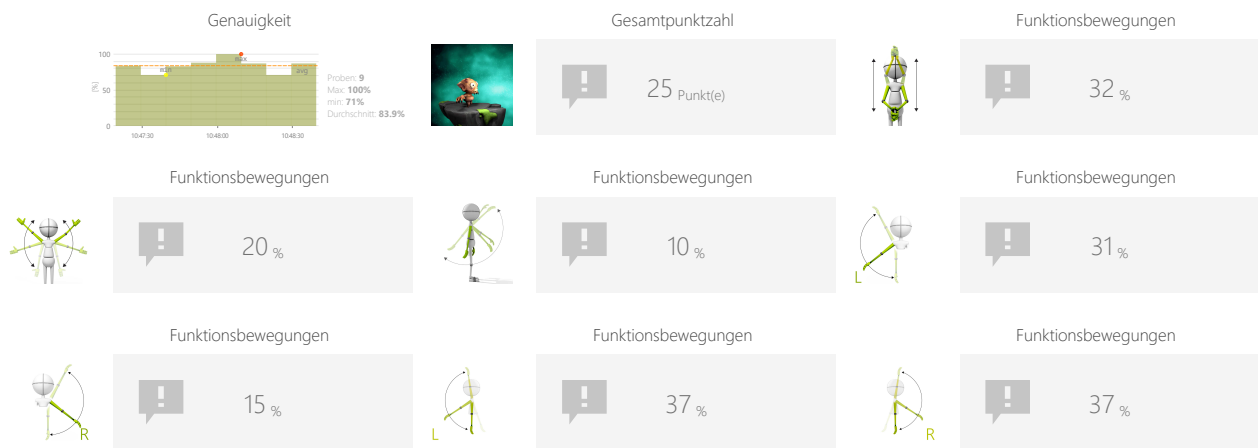 Genauigkeit
100
50
0
[%]
min
max
avg
10:47:30
10:48:00
10:48:30
Proben: 9
Max: 100%
min: 71%
Durchschnitt: 83.9%
Gesamtpunktzahl
25 Punkt(e)
Funktionsbewegungen
32 %
Funktionsbewegungen
20 %
Funktionsbewegungen
10 %
Funktionsbewegungen
L
31 %
Funktionsbewegungen
R
15 %
Funktionsbewegungen
L
37 %
Funktionsbewegungen
R
37 %